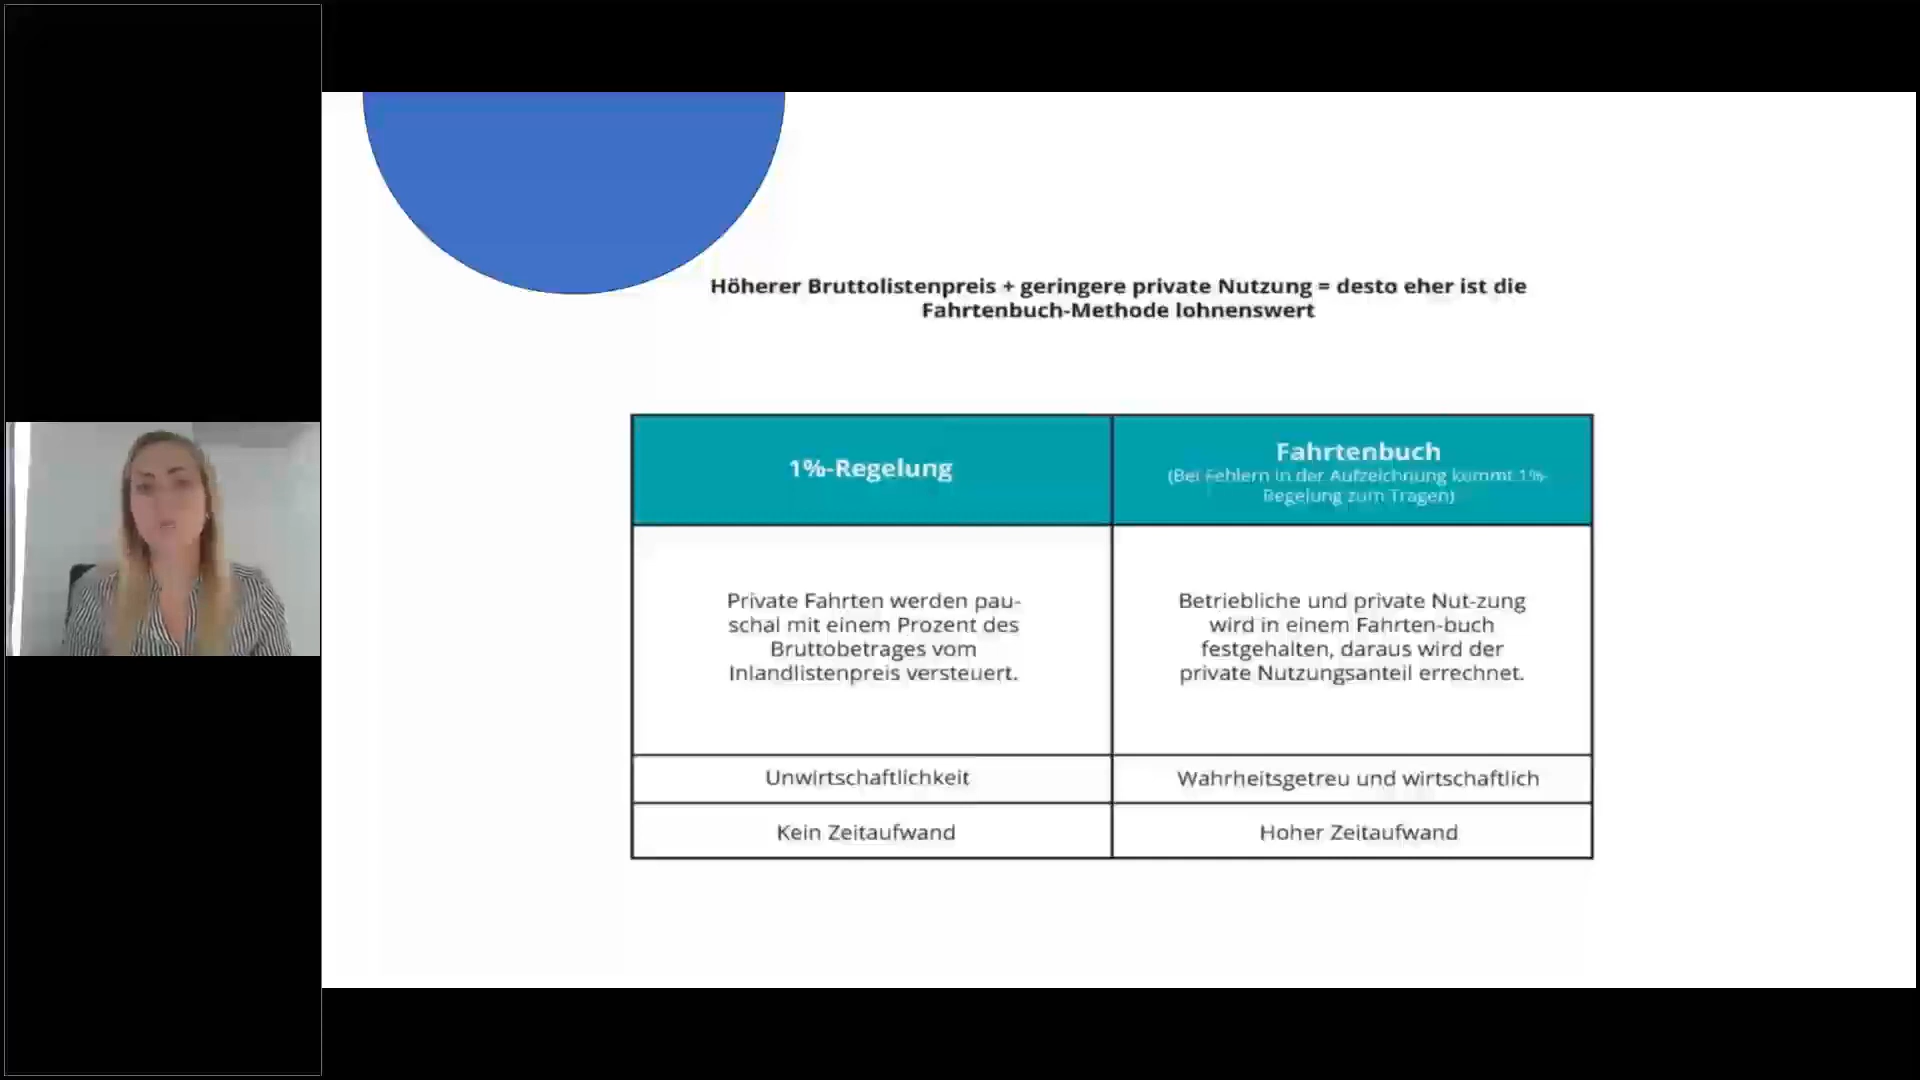 Höherer Bruttolistenpreis + geringere private Nutzung = desto eher ist die
Fahrtenbuch-Methode lohnenswert
1%-Regelung
Fahrtenbuch
(Bei Fehlern in der Aufzeichnung kommt 1%-
Regelung zum Tragen)
Private Fahrten werden pau-
schal mit einem Prozent des
Bruttobetrages vom
Inlandlistenpreis versteuert.
Betriebliche und private Nut-zung
wird in einem Fahrten-buch
festgehalten, daraus wird der
private Nutzungsanteil errechnet.
Unwirtschaftlichkeit
Wahrheitsgetreu und wirtschaftlich
Kein Zeitaufwand
Hoher Zeitaufwand